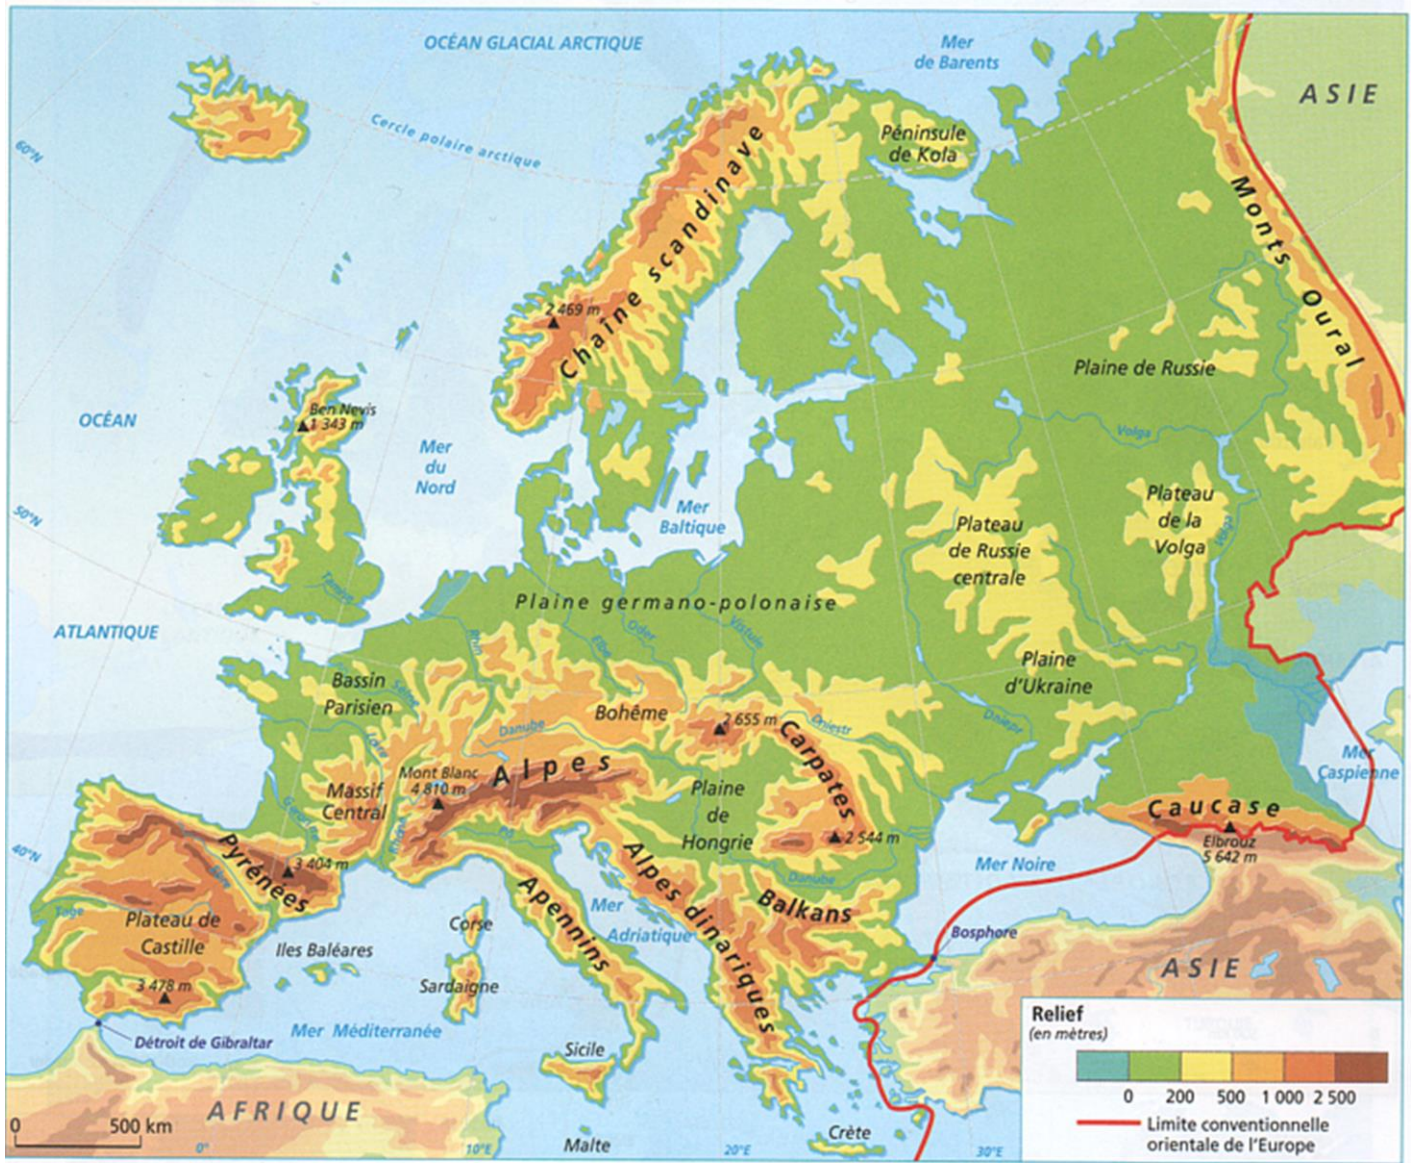 OCÉAN GLACIAL ARCTIQUE
Mer
de Barents
ASIE
Cercle polaire arctique
60°N
Péninsule
de Kola
Chaîne scandinave
Monts Oural
2 469 m
Plaine de Russie
OCÉAN
Ben Nevis
1 343 m
Mer
du
Nord
Volga
50°N
Mer
Baltique
Plateau
de Russie
centrale
Plateau
de la
Volga
Volga
Tamise
Plaine germano-polonaise
ATLANTIQUE
Rhin
Elbe
Oder
Vistule
Plaine
d'Ukraine
Bassin
Parisien
Seine
Loire
Danube
Bohême
2 655 m
Carpates
Dniestr
Dniepr
Mer
Caspienne
Mont Blanc
4 810 m
Alpes
Massif
Central
Garonne
Rhône
Pô
Plaine
de
Hongrie
2 544 m
Caucase
Elbrouz
5 642 m
40°N
Pyrénées
3 404 m
Èbre
Mer Noire
Danube
Alpes dinariques
Balkans
Apennins
Tage
Plateau de
Castille
Corse
Mer
Adriatique
Iles Baléares
Bosphore
ASIE
3 478 m
Sardaigne
Détroit de Gibraltar
Mer Méditerranée
Sicile
AFRIQUE
0
500 km
0°
10°E
Malte
20°E
Crète
30°E
Relief
(en mètres)
0 200 500 1 000 2 500
Limite conventionnelle
orientale de l'Europe